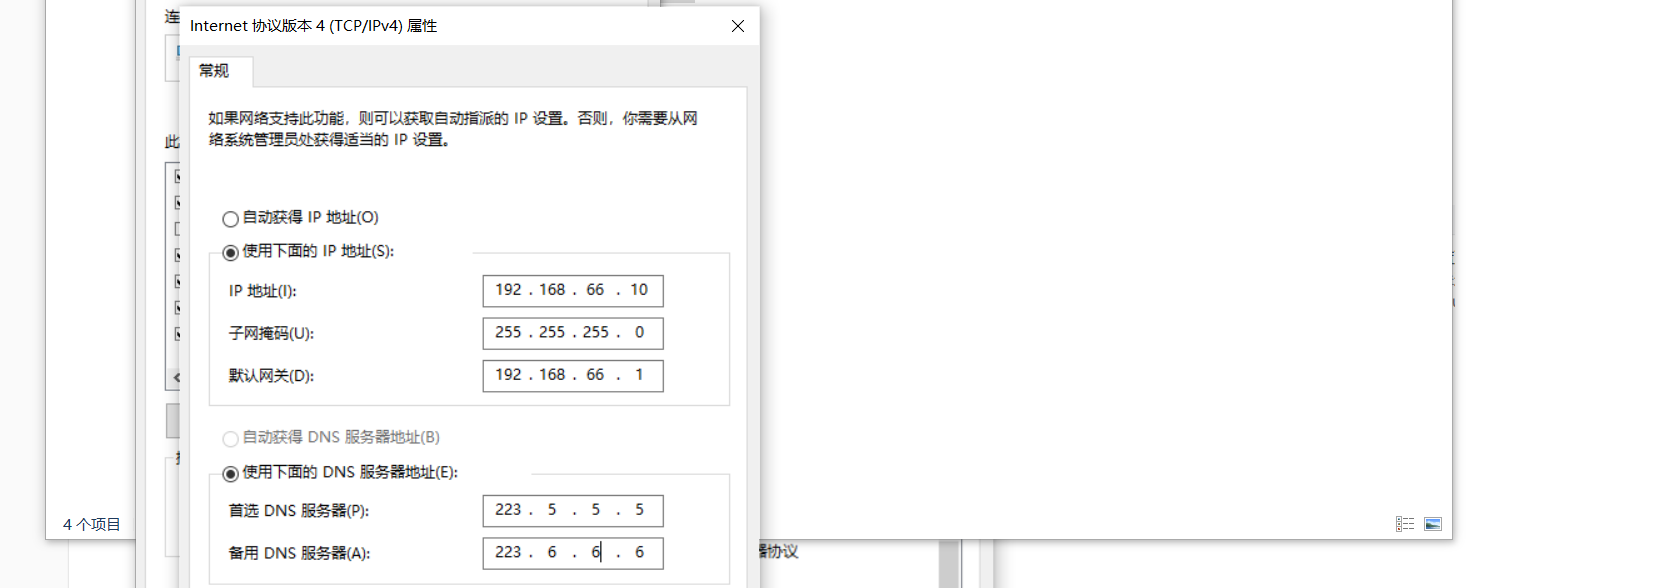 连
Internet 协议版本 4 (TCP/IPv4) 属性
常规
如果网络支持此功能，则可以获取自动指派的 IP 设置。否则，你需要从网
络系统管理员处获得适当的 IP 设置。
此
自动获得 IP 地址(O)
使用下面的 IP 地址(S):
IP 地址(I): 192 . 168 . 66 . 10
子网掩码(U): 255 . 255 . 255 . 0
默认网关(D): 192 . 168 . 66 . 1
自动获得 DNS 服务器地址(B)
使用下面的 DNS 服务器地址(E):
首选 DNS 服务器(P): 223 . 5 . 5 . 5
备用 DNS 服务器(A): 223 . 6 . 6 . 6
4 个项目
器协议